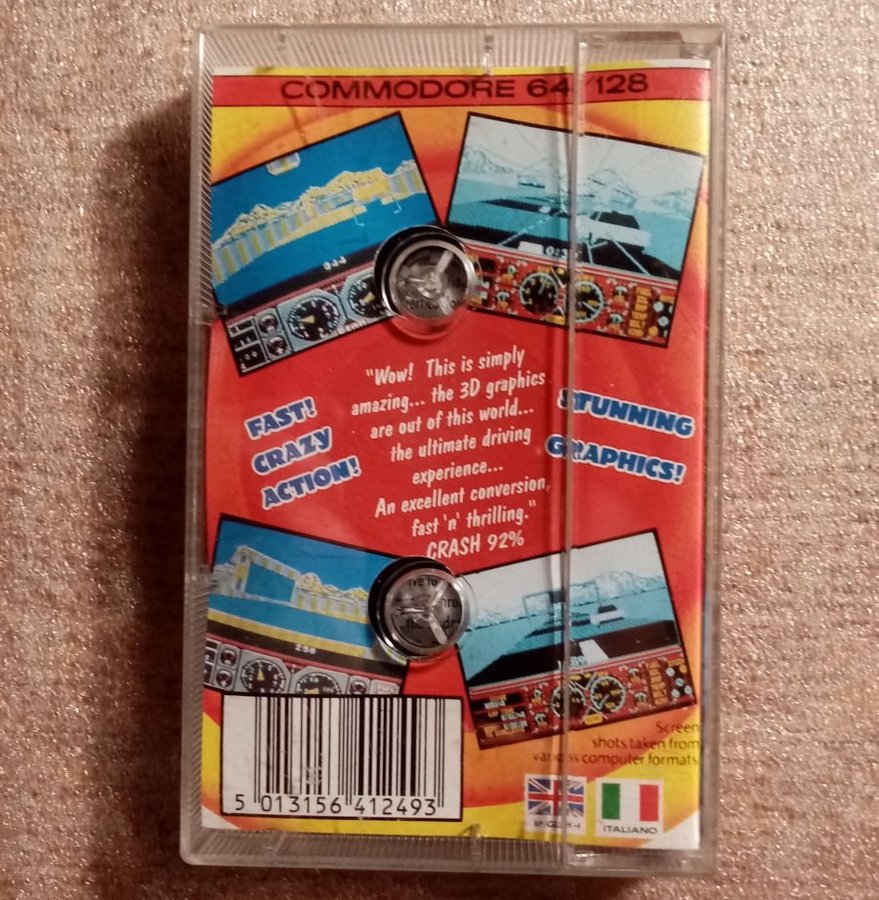 COMMODORE 64/128
"Wow! This is simply
amazing... the 3D graphics
are out of this world...
the ultimate driving
experience...
An excellent conversion,
fast 'n' thrilling."
CRASH 92%
FAST!
CRAZY
ACTION!
STUNNING
GRAPHICS!
Screen
shots taken from
various computer formats
5 013156 412493
ENGLISH
ITALIANO